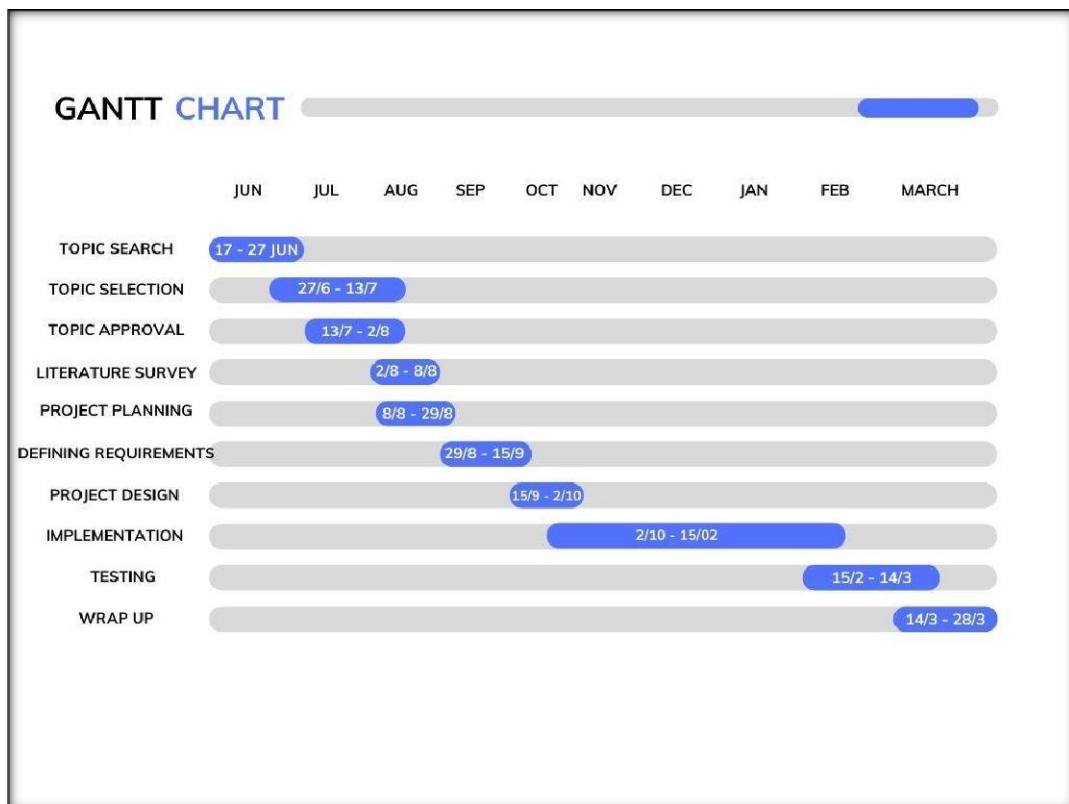 GANTT CHART
JUN JUL AUG SEP OCT NOV DEC JAN FEB MARCH
TOPIC SEARCH 17 - 27 JUN
TOPIC SELECTION 27/6 - 13/7
TOPIC APPROVAL 13/7 - 2/8
LITERATURE SURVEY 2/8 - 8/8
PROJECT PLANNING 8/8 - 29/8
DEFINING REQUIREMENTS 29/8 - 15/9
PROJECT DESIGN 15/9 - 2/10
IMPLEMENTATION 2/10 - 15/02
TESTING 15/2 - 14/3
WRAP UP 14/3 - 28/3